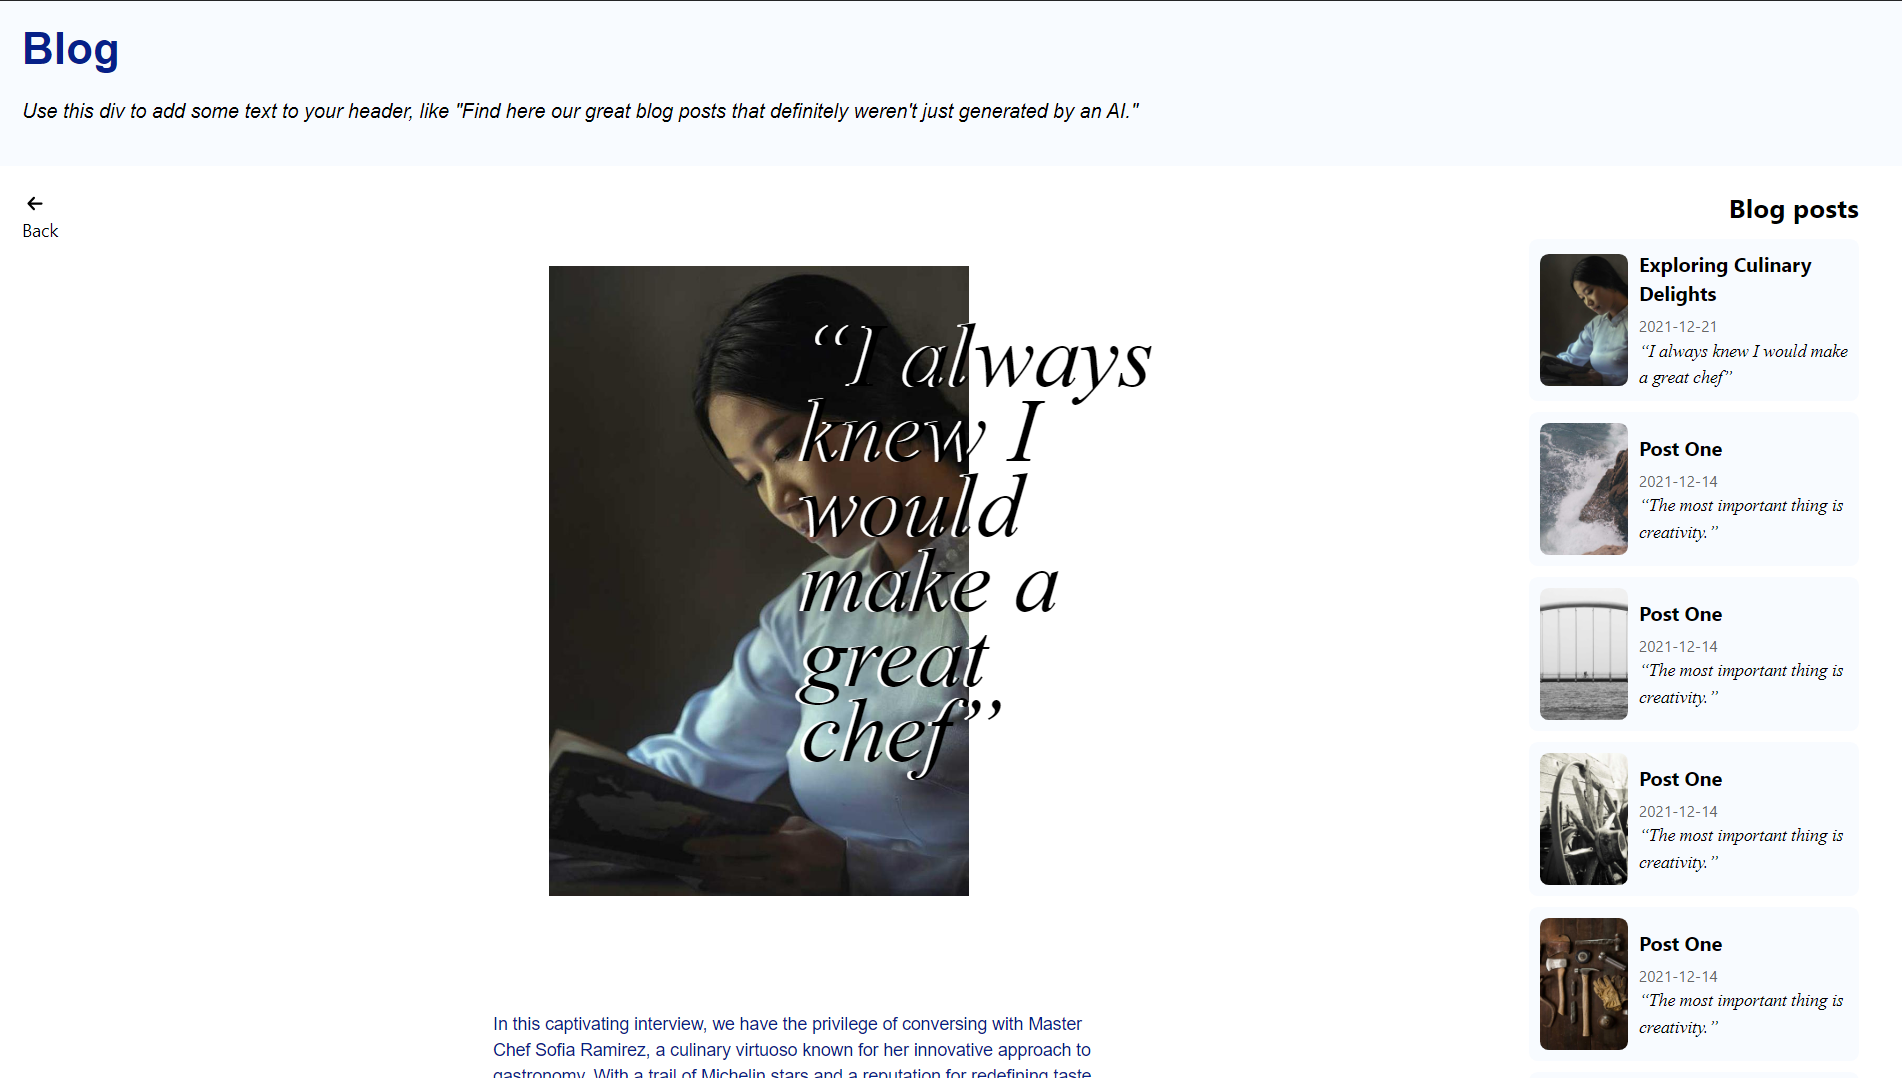 Blog
Use this div to add some text to your header, like "Find here our great blog posts that definitely weren't just generated by an AI."
Back
“I always
knew I
would
make a
great
chef”
In this captivating interview, we have the privilege of conversing with Master
Chef Sofia Ramirez, a culinary virtuoso known for her innovative approach to
gastronomy. With a trail of Michelin stars and a reputation for redefining taste
Blog posts
Exploring Culinary
Delights
2021-12-21
“I always knew I would make
a great chef”
Post One
2021-12-14
“The most important thing is
creativity.”
Post One
2021-12-14
“The most important thing is
creativity.”
Post One
2021-12-14
“The most important thing is
creativity.”
Post One
2021-12-14
“The most important thing is
creativity.”